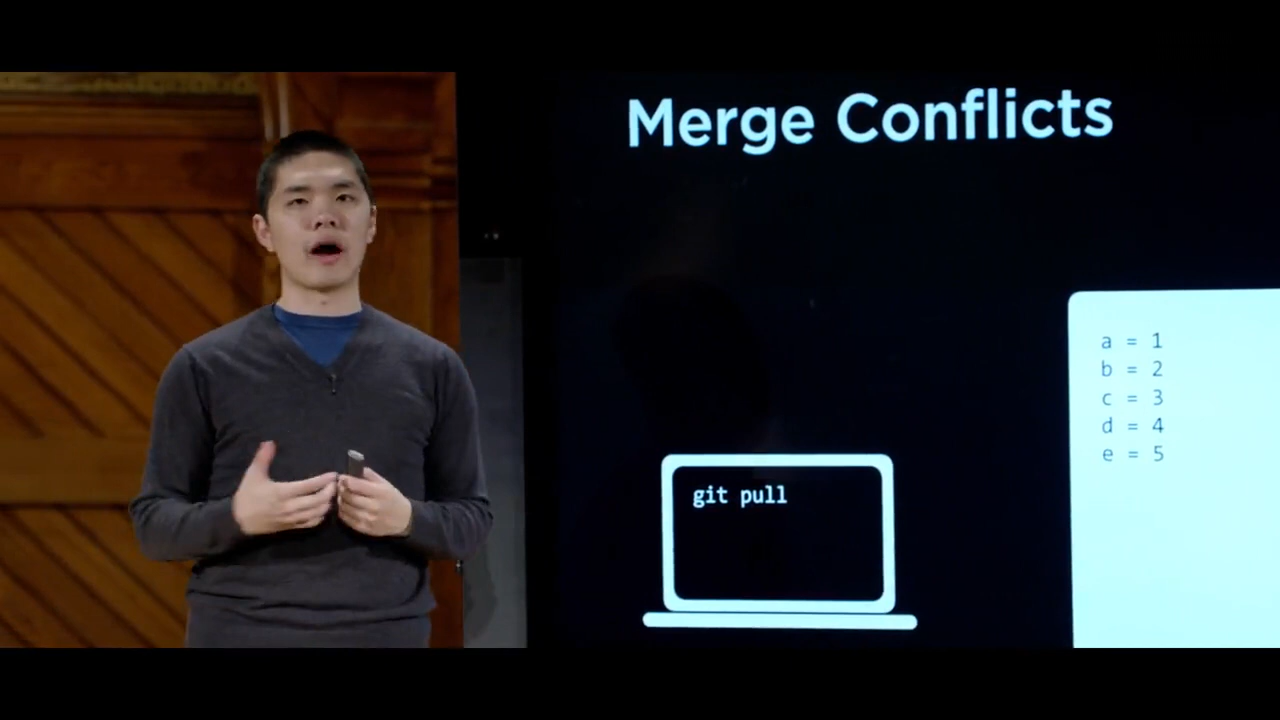 Merge Conflicts
git pull
a = 1
b = 2
c = 3
d = 4
e = 5